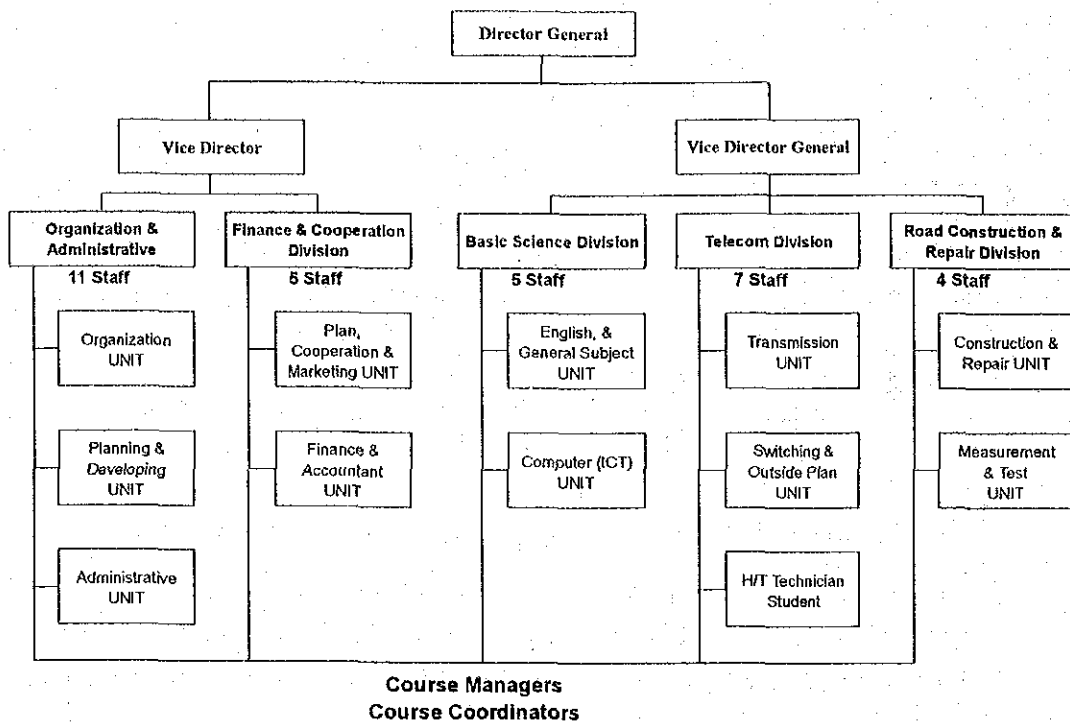 Director General
Vice Director
Vice Director General
Organization &
Administrative
11 Staff
Finance & Cooperation
Division
Staff
Basic Science Division
5 Staff
Telecom Division
7 Staff
Road Construction &
Repair Division
4 Staff
Organization
UNIT
Plan,
Cooperation &
Marketing UNIT
English, &
General Subject
UNIT
Transmission
UNIT
Construction &
Repair UNIT
Planning &
Developing
UNIT
Finance &
Accountant
UNIT
Computer (ICT)
UNIT
Switching &
Outside Plan
UNIT
Measurement
& Test
UNIT
Administrative
UNIT
H/T Technician
Student
Course Managers
Course Coordinators